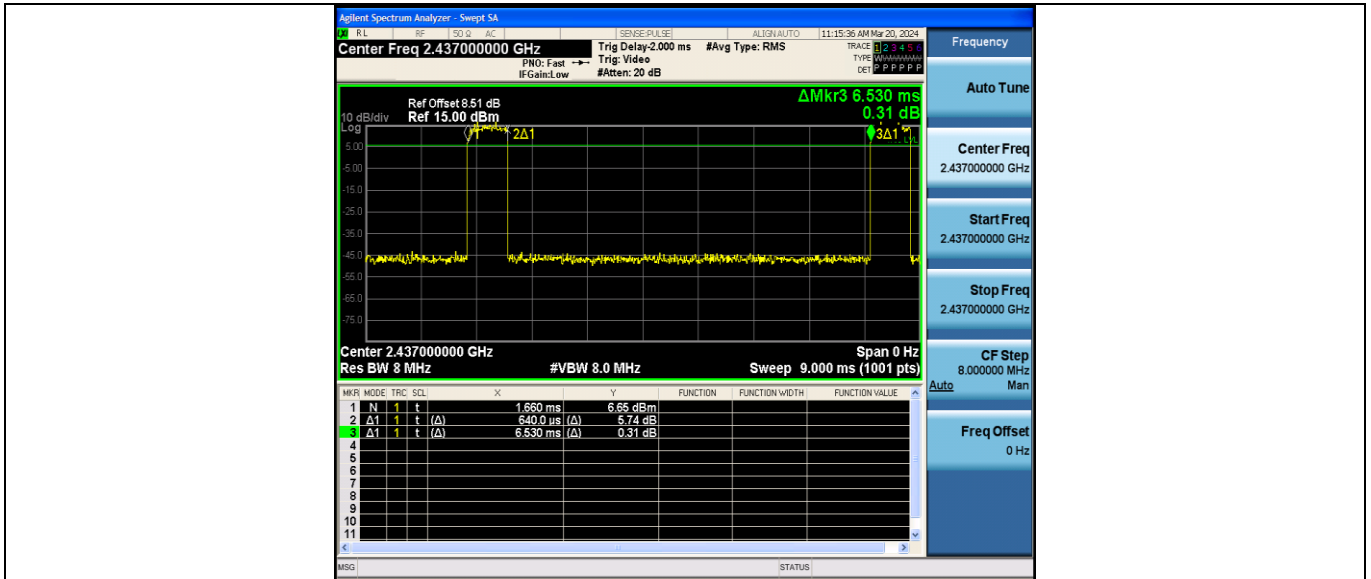 Agilent Spectrum Analyzer - Swept SA
LXI RL RF 50 Ω AC SENSE:PULSE ALIGN AUTO 11:15:36 AM Mar 20, 2024
Center Freq 2.437000000 GHz
PNO: Fast
IFGain:Low
Trig Delay-2.000 ms
Trig: Video
#Atten: 20 dB
#Avg Type: RMS
TRACE 1 2 3 4 5 6
TYPE
DET P P P P P P
Frequency
ΔMkr3 6.530 ms
0.31 dB
Ref Offset 8.51 dB
10 dB/div Ref 15.00 dBm
Log
1 2Δ1 3Δ1
5.00
-5.00
-15.0
-25.0
-35.0
-45.0
-55.0
-65.0
-75.0
Center 2.437000000 GHz Span 0 Hz
Res BW 8 MHz #VBW 8.0 MHz Sweep 9.000 ms (1001 pts)
MKR MODE TRC SCL X Y FUNCTION FUNCTION WIDTH FUNCTION VALUE
1 N 1 t 1.660 ms 6.65 dBm
2 Δ1 1 t (Δ) 640.0 us (Δ) 5.74 dB
3 Δ1 1 t (Δ) 6.530 ms (Δ) 0.31 dB
4
5
6
7
8
9
10
11
MSG STATUS
Auto Tune
Center Freq
2.437000000 GHz
Start Freq
2.437000000 GHz
Stop Freq
2.437000000 GHz
CF Step
8.000000 MHz
Auto Man
Freq Offset
0 Hz